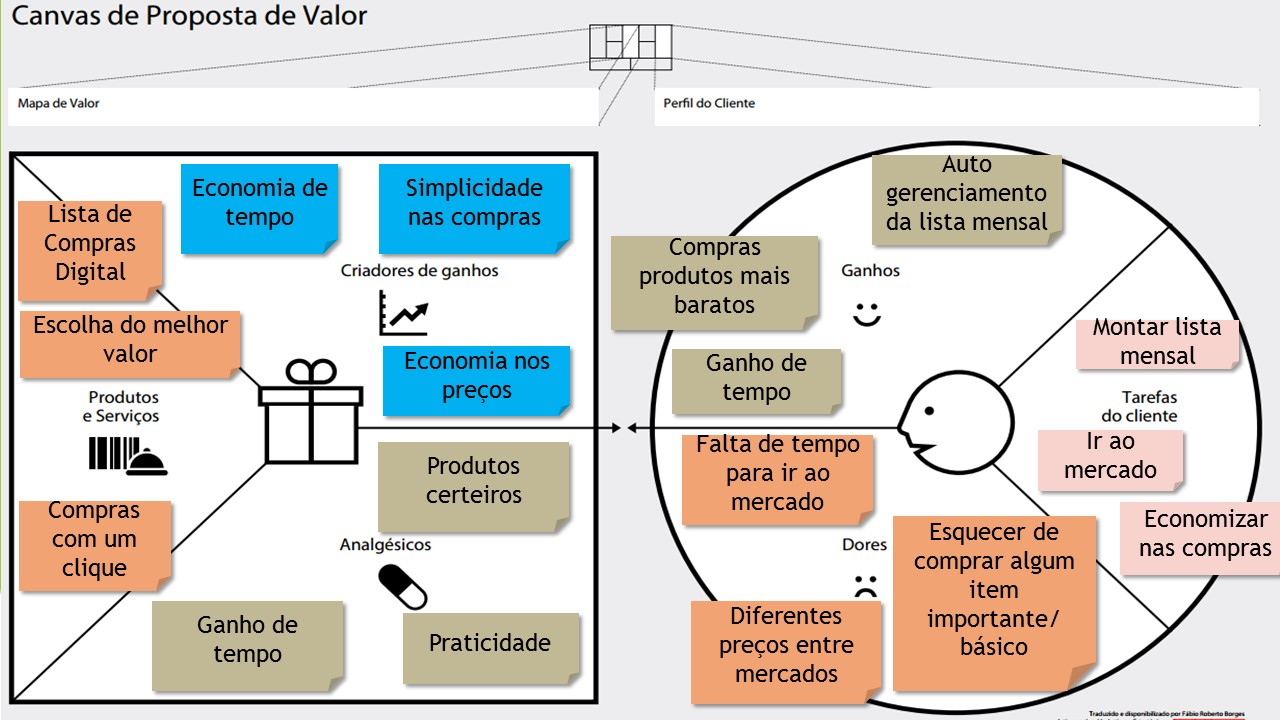 Canvas de Proposta de Valor
Mapa de Valor
Perfil do Cliente
Lista de
Compras
Digital
Economia de
tempo
Simplicidade
nas compras
Criadores de ganhos
Escolha do melhor
valor
Economia nos
preços
Produtos
e Serviços
Produtos
certeiros
Compras
com um
clique
Analgésicos
Ganho de
tempo
Praticidade
Auto
gerenciamento
da lista mensal
Compras
produtos mais
baratos
Ganhos
Ganho de
tempo
Montar lista
mensal
Tarefas
do cliente
Ir ao
mercado
Economizar
nas compras
Falta de tempo
para ir ao
mercado
Dores
Esquecer de
comprar algum
item
importante/
básico
Diferentes
preços entre
mercados
Traduzido e disponibilizado por Fábio Roberto Borges